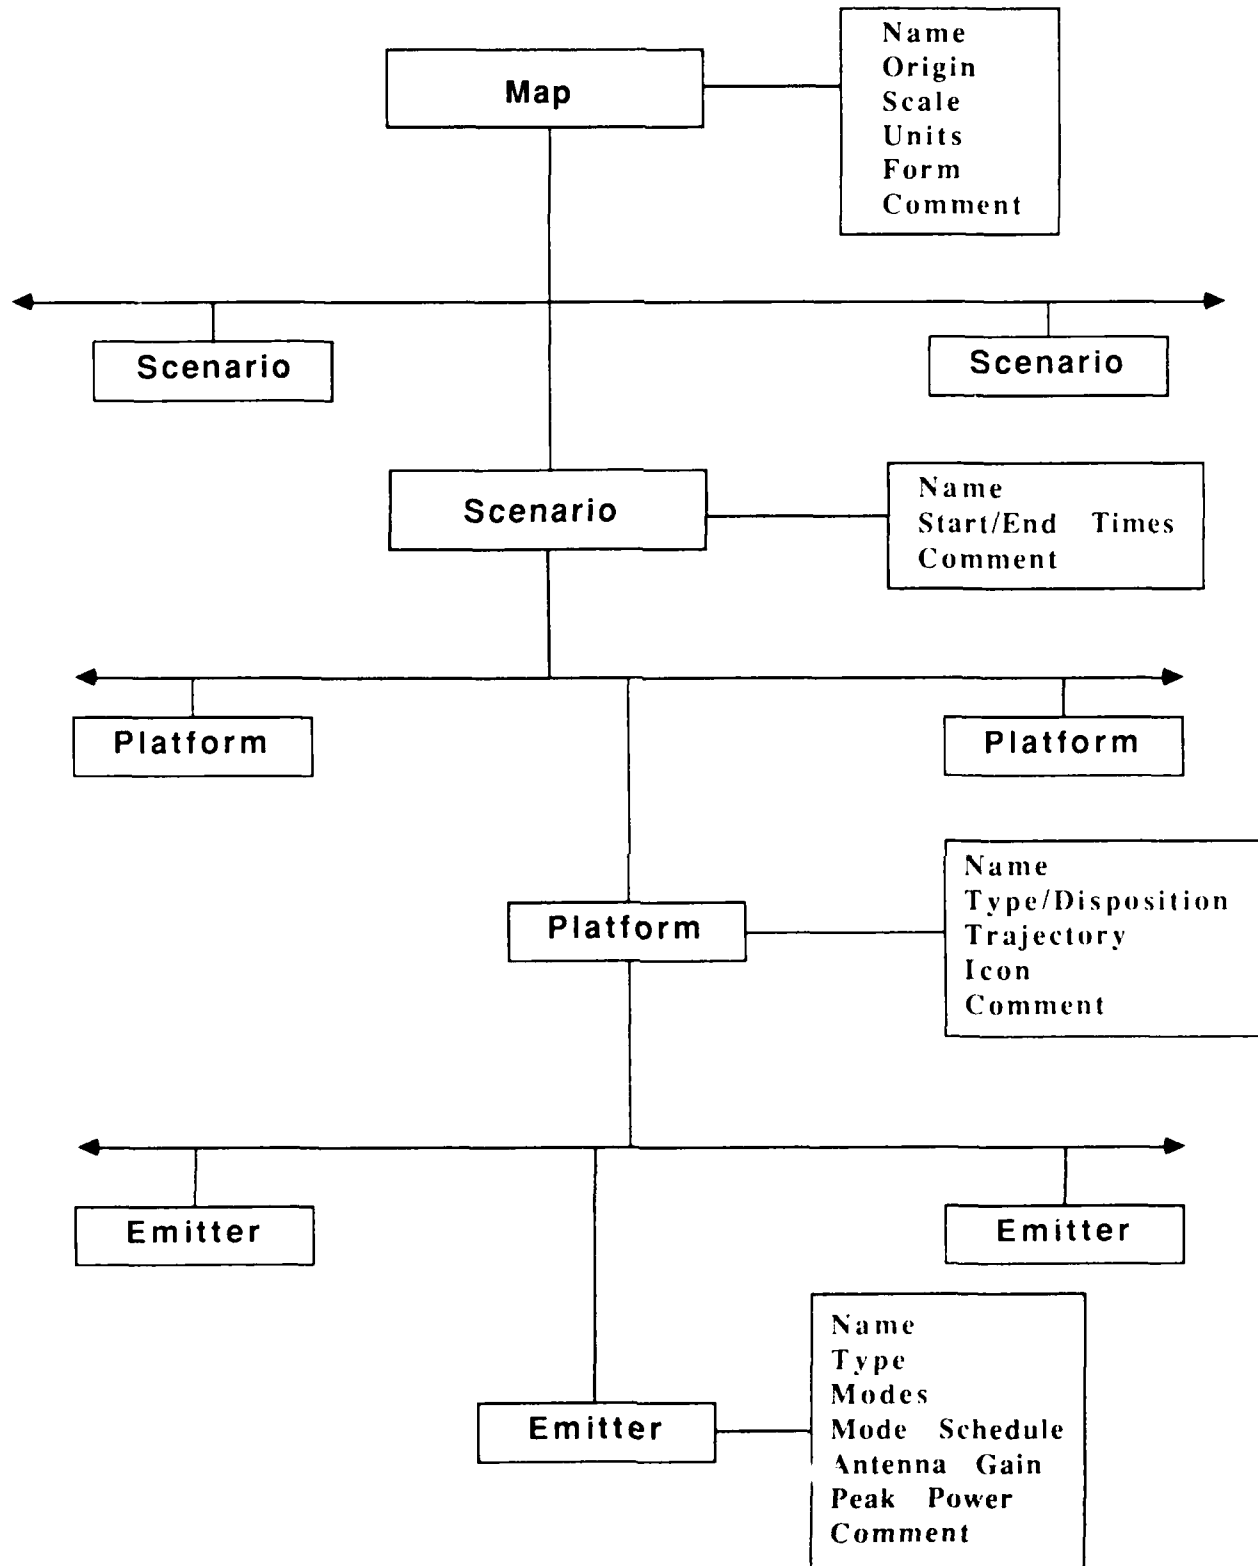 Map
Name
Origin
Scale
Units
Form
Comment
Scenario
Scenario
Scenario
Name
Start/End Times
Comment
Platform
Platform
Platform
Name
Type/Disposition
Trajectory
Icon
Comment
Emitter
Emitter
Emitter
Name
Type
Modes
Mode Schedule
Antenna Gain
Peak Power
Comment